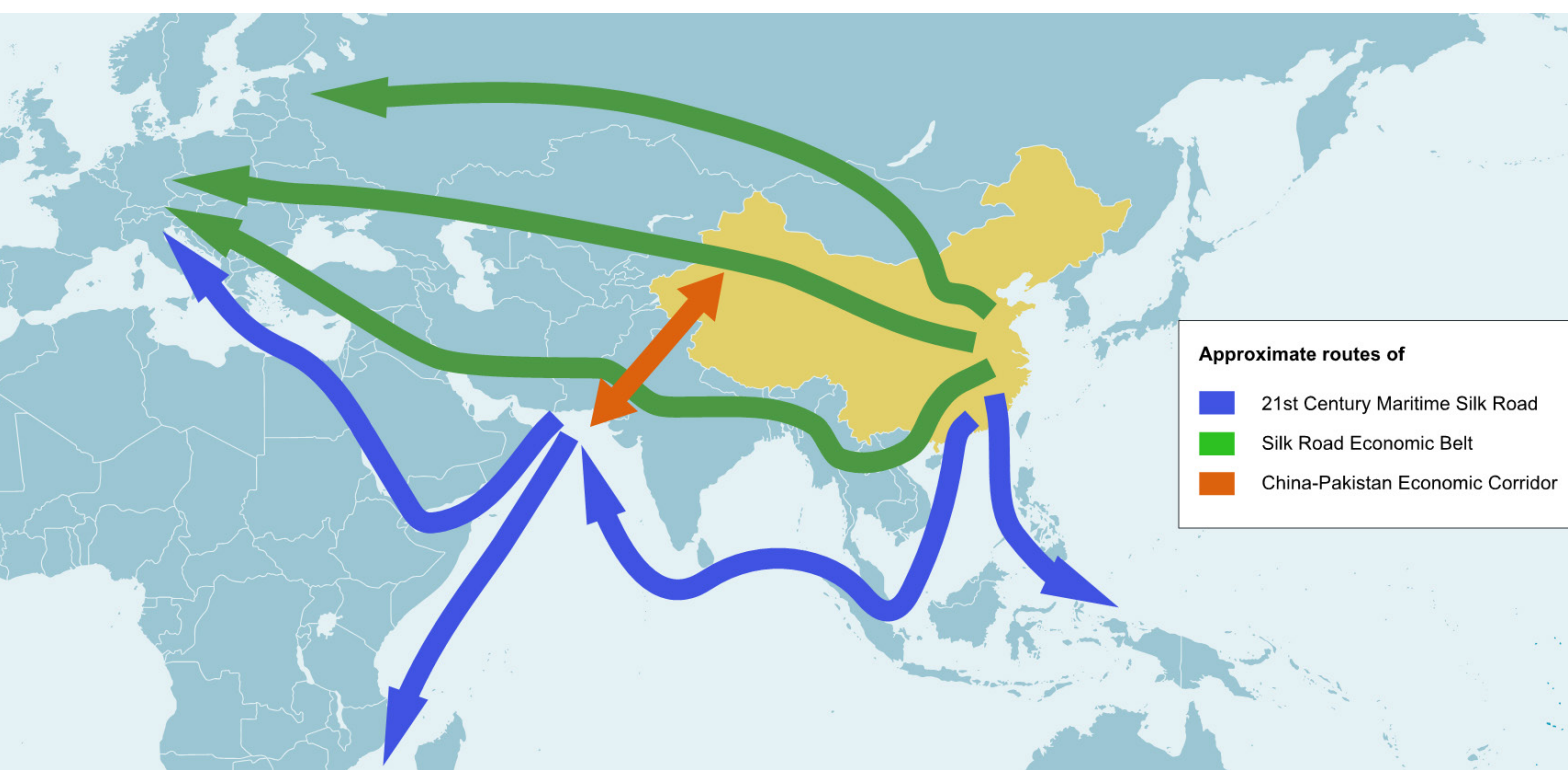 Approximate routes of
21st Century Maritime Silk Road
Silk Road Economic Belt
China-Pakistan Economic Corridor